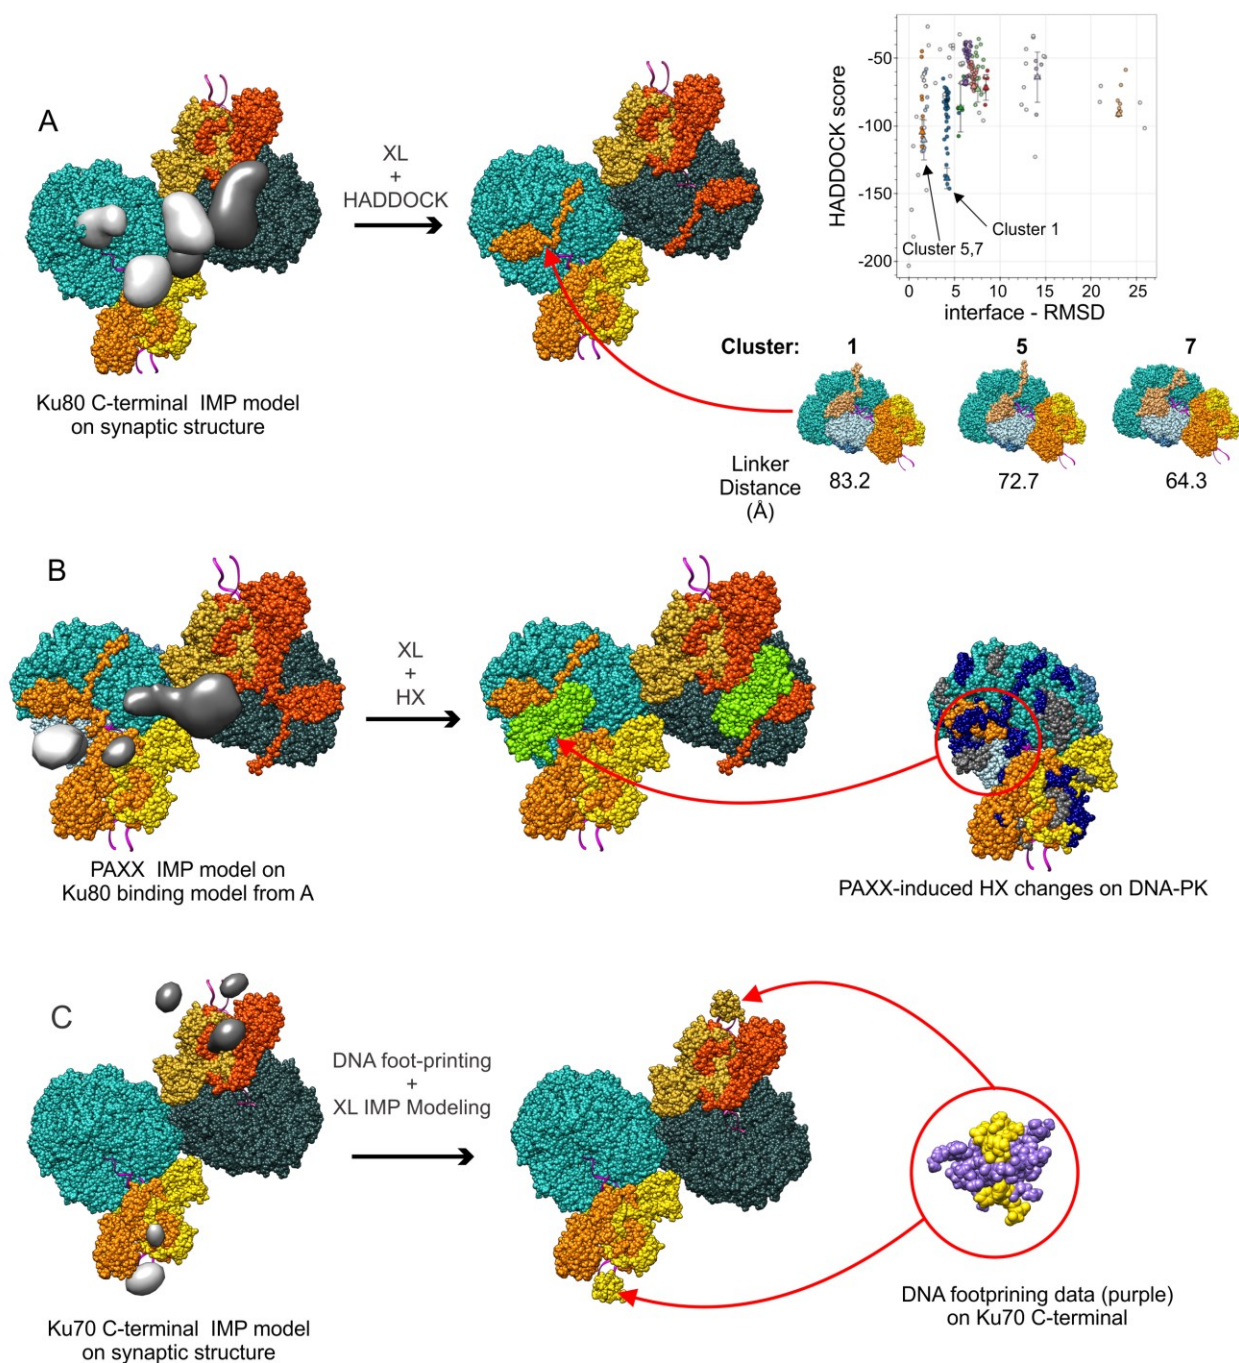 A
XL
+
HADDOCK
Ku80 C-terminal IMP model
on synaptic structure
HADDOCK score
-50
-100
-150
-200
Cluster 1
Cluster 5,7
0 5 10 15 20 25
interface - RMSD
Cluster: 1 5 7
Linker
Distance
(Å)
83.2 72.7 64.3
B
XL
+
HX
PAXX IMP model on
Ku80 binding model from A
PAXX-induced HX changes on DNA-PK
C
DNA foot-printing
+
XL IMP Modeling
Ku70 C-terminal IMP model
on synaptic structure
DNA footprining data (purple)
on Ku70 C-terminal